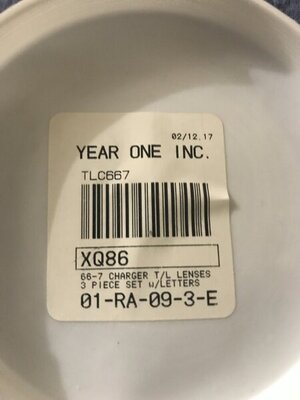 02/12.17
YEAR ONE INC.
TLC667
XQ86
66-7 CHARGER T/L LENSES
3 PIECE SET W/LETTERS
01-RA-09-3-E